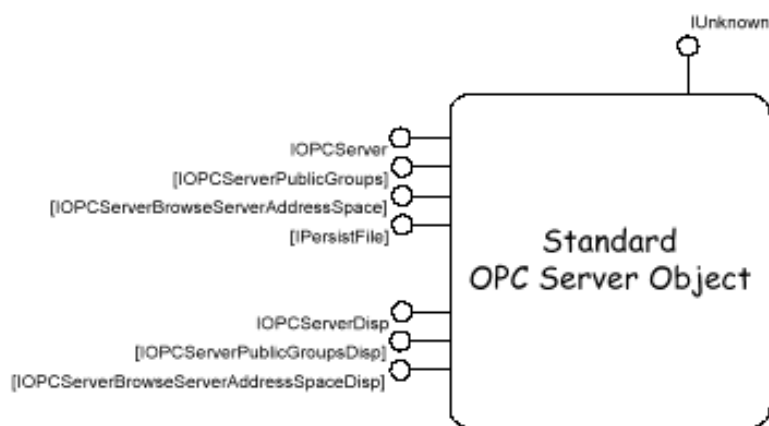 IUnknown
IOPCServer
[IOPCServerPublicGroups]
[IOPCServerBrowseServerAddressSpace]
[IPersistFile]
Standard
OPC Server Object
IOPCServerDisp
[IOPCServerPublicGroupsDisp]
[IOPCServerBrowseServerAddressSpaceDisp]